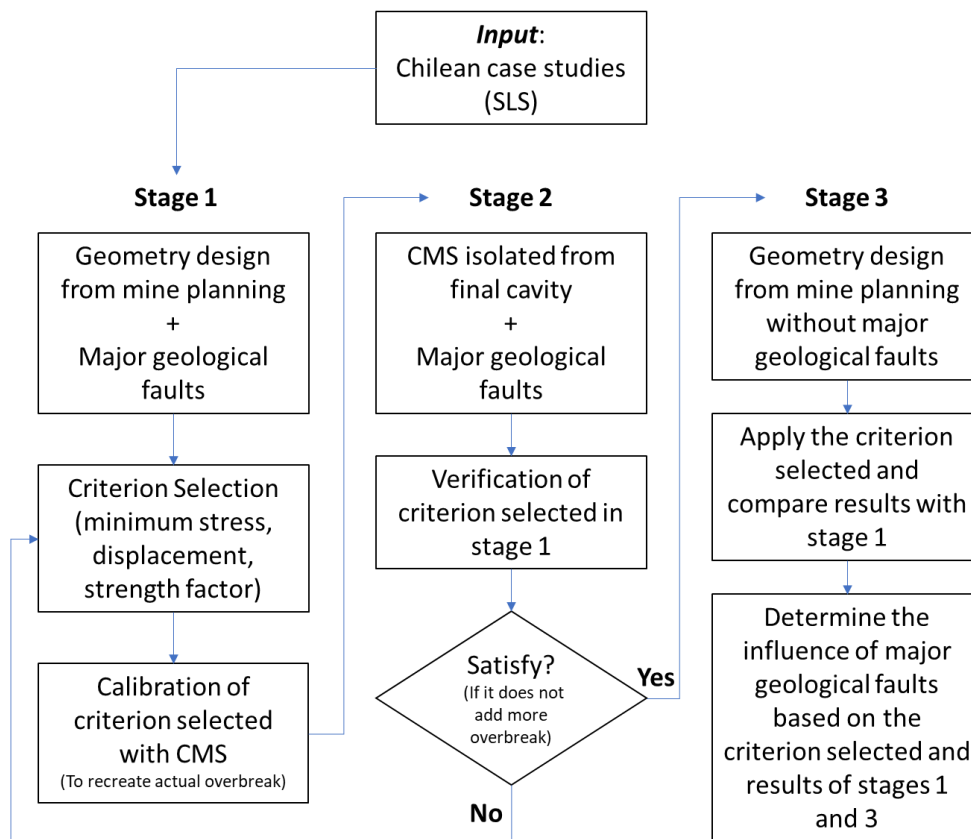 Input:
Chilean case studies
(SLS)
Stage 1
Geometry design
from mine planning
+
Major geological
faults
Criterion Selection
(minimum stress,
displacement,
strength factor)
Calibration of
criterion selected
with CMS
(To recreate actual overbreak)
Stage 2
CMS isolated from
final cavity
+
Major geological
faults
Verification of
criterion selected in
stage 1
Satisfy?
(If it does not
add more
overbreak)
Yes
No
Stage 3
Geometry design
from mine planning
without major
geological faults
Apply the criterion
selected and
compare results with
stage 1
Determine the
influence of major
geological faults
based on the
criterion selected and
results of stages 1
and 3